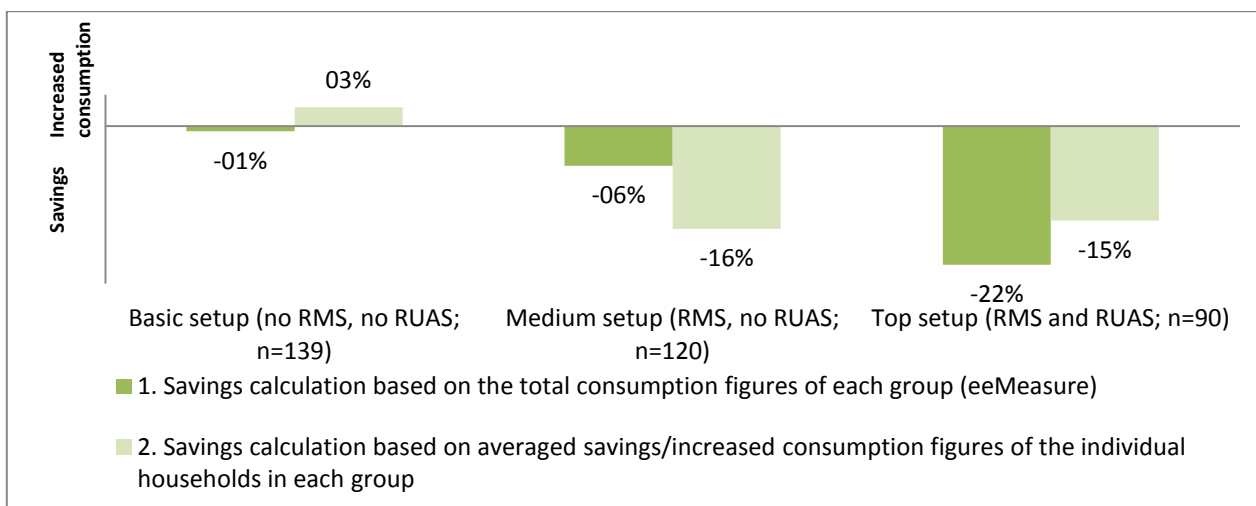 Increased
consumption
Savings
03%
-01%
-06%
-16%
-15%
-22%
Basic setup (no RMS, no RUAS;
n=139)
Medium setup (RMS, no RUAS;
n=120)
Top setup (RMS and RUAS; n=90)
1. Savings calculation based on the total consumption figures of each group (eeMeasure)
2. Savings calculation based on averaged savings/increased consumption figures of the individual
households in each group